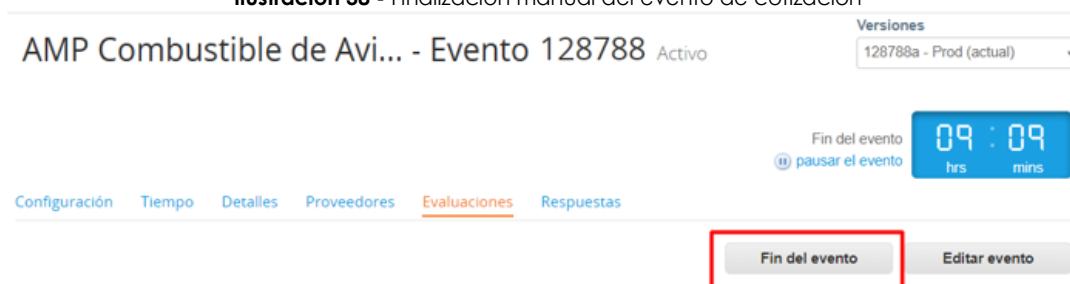 Ilustración 38 - Finalización manual del evento de cotización
Versiones
AMP Combustible de Avi... - Evento 128788 Activo
128788a - Prod (actual)
Fin del evento
pausar el evento
09 : 09
hrs mins
Configuración Tiempo Detalles Proveedores Evaluaciones Respuestas
Fin del evento Editar evento